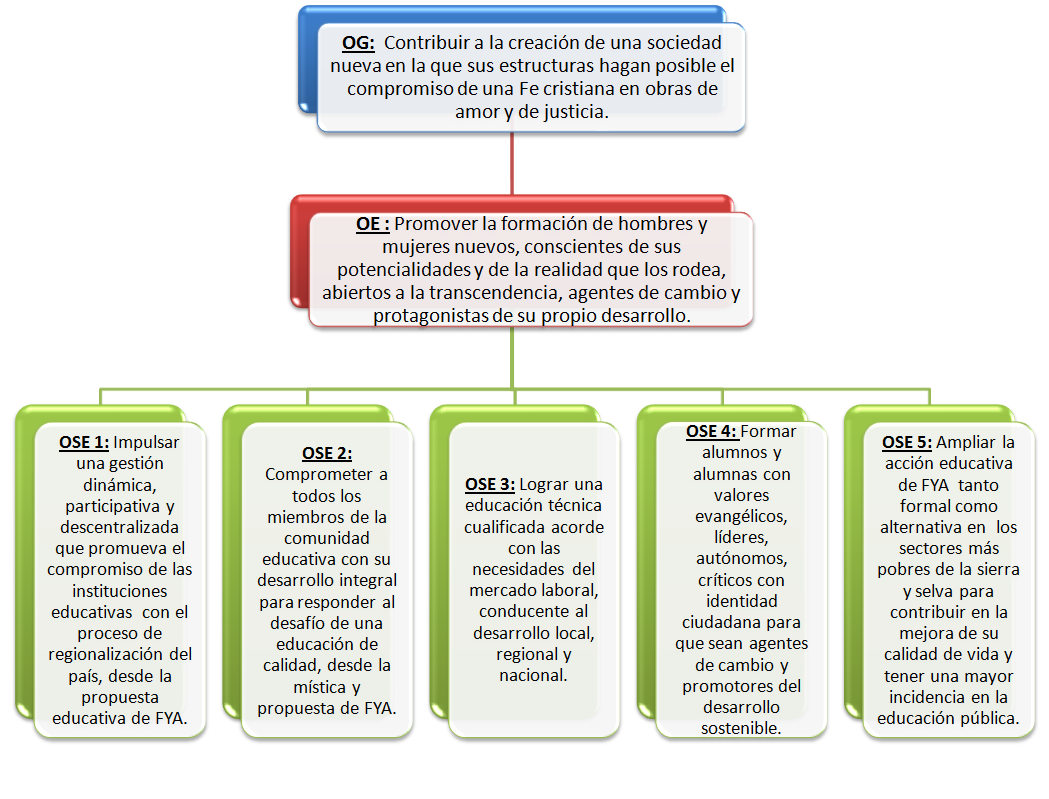 OG: Contribuir a la creación de una sociedad
nueva en la que sus estructuras hagan posible el
compromiso de una Fe cristiana en obras de
amor y de justicia.
OE : Promover la formación de hombres y
mujeres nuevos, conscientes de sus
potencialidades y de la realidad que los rodea,
abiertos a la transcendencia, agentes de cambio y
protagonistas de su propio desarrollo.
OSE 1: Impulsar
una gestión
dinámica,
participativa y
descentralizada
que promueva el
compromiso de las
instituciones
educativas con el
proceso de
regionalización del
país, desde la
propuesta
educativa de FYA.
OSE 2:
Comprometer a
todos los
miembros de la
comunidad
educativa con su
desarrollo integral
para responder al
desafío de una
educación de
calidad, desde la
mística y
propuesta de FYA.
OSE 3: Lograr una
educación técnica
cualificada acorde
con las
necesidades del
mercado laboral,
conducente al
desarrollo local,
regional y
nacional.
OSE 4: Formar
alumnos y
alumnas con
valores
evangélicos,
líderes,
autónomos,
críticos con
identidad
ciudadana para
que sean agentes
de cambio y
promotores del
desarrollo
sostenible.
OSE 5: Ampliar la
acción educativa
de FYA tanto
formal como
alternativa en los
sectores más
pobres de la sierra
y selva para
contribuir en la
mejora de su
calidad de vida y
tener una mayor
incidencia en la
educación pública.